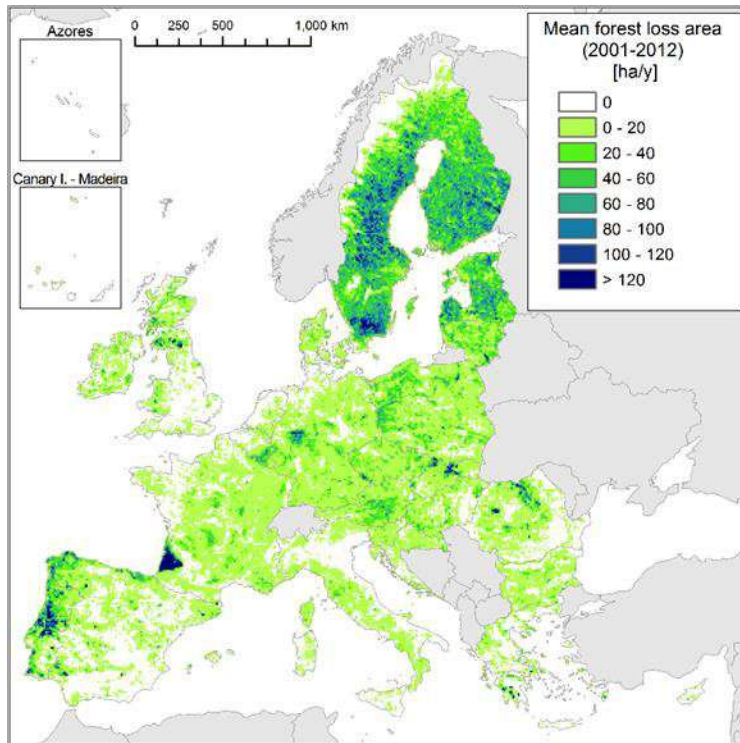 Azores
0 250 500 1,000 km
Canary I. - Madeira
Mean forest loss area
(2001-2012)
[ha/y]
0
0 - 20
20 - 40
40 - 60
60 - 80
80 - 100
100 - 120
> 120